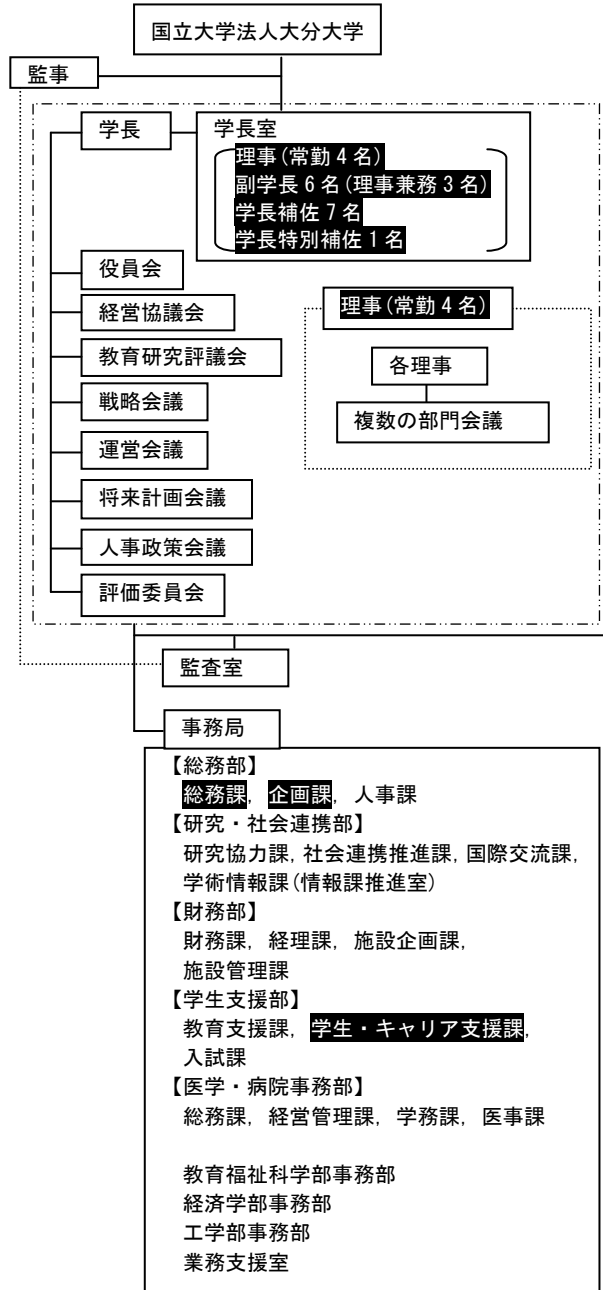 国立大学法人大分大学
監事
学長
学長室
理事(常勤4名)
副学長6名(理事兼務3名)
学長補佐7名
学長特別補佐1名
役員会
経営協議会
教育研究評議会
戦略会議
運営会議
将来計画会議
人事政策会議
評価委員会
理事(常勤4名)
各理事
複数の部門会議
監査室
事務局
【総務部】
総務課, 企画課, 人事課
【研究・社会連携部】
研究協力課, 社会連携推進課, 国際交流課,
学術情報課(情報課推進室)
【財務部】
財務課, 経理課, 施設企画課,
施設管理課
【学生支援部】
教育支援課, 学生・キャリア支援課,
入試課
【医学・病院事務部】
総務課, 経営管理課, 学務課, 医事課
教育福祉科学部事務部
経済学部事務部
工学部事務部
業務支援室